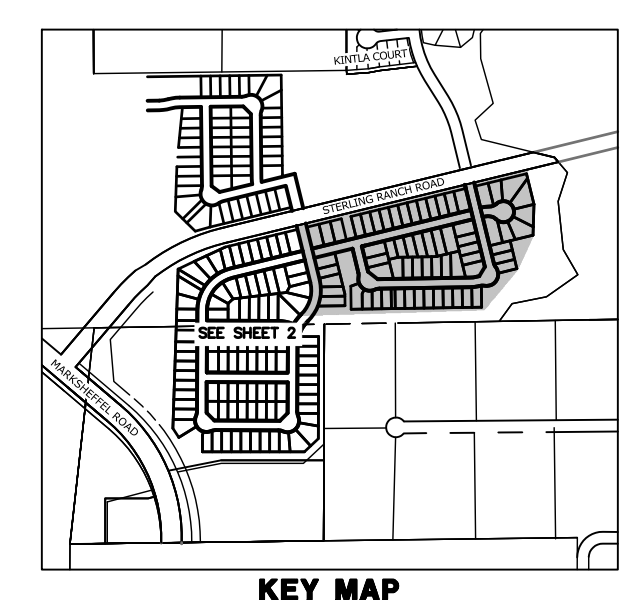 KINTLA COURT
STERLING RANCH ROAD
SEE SHEET 2
MARKSHEFFEL ROAD
KEY MAP